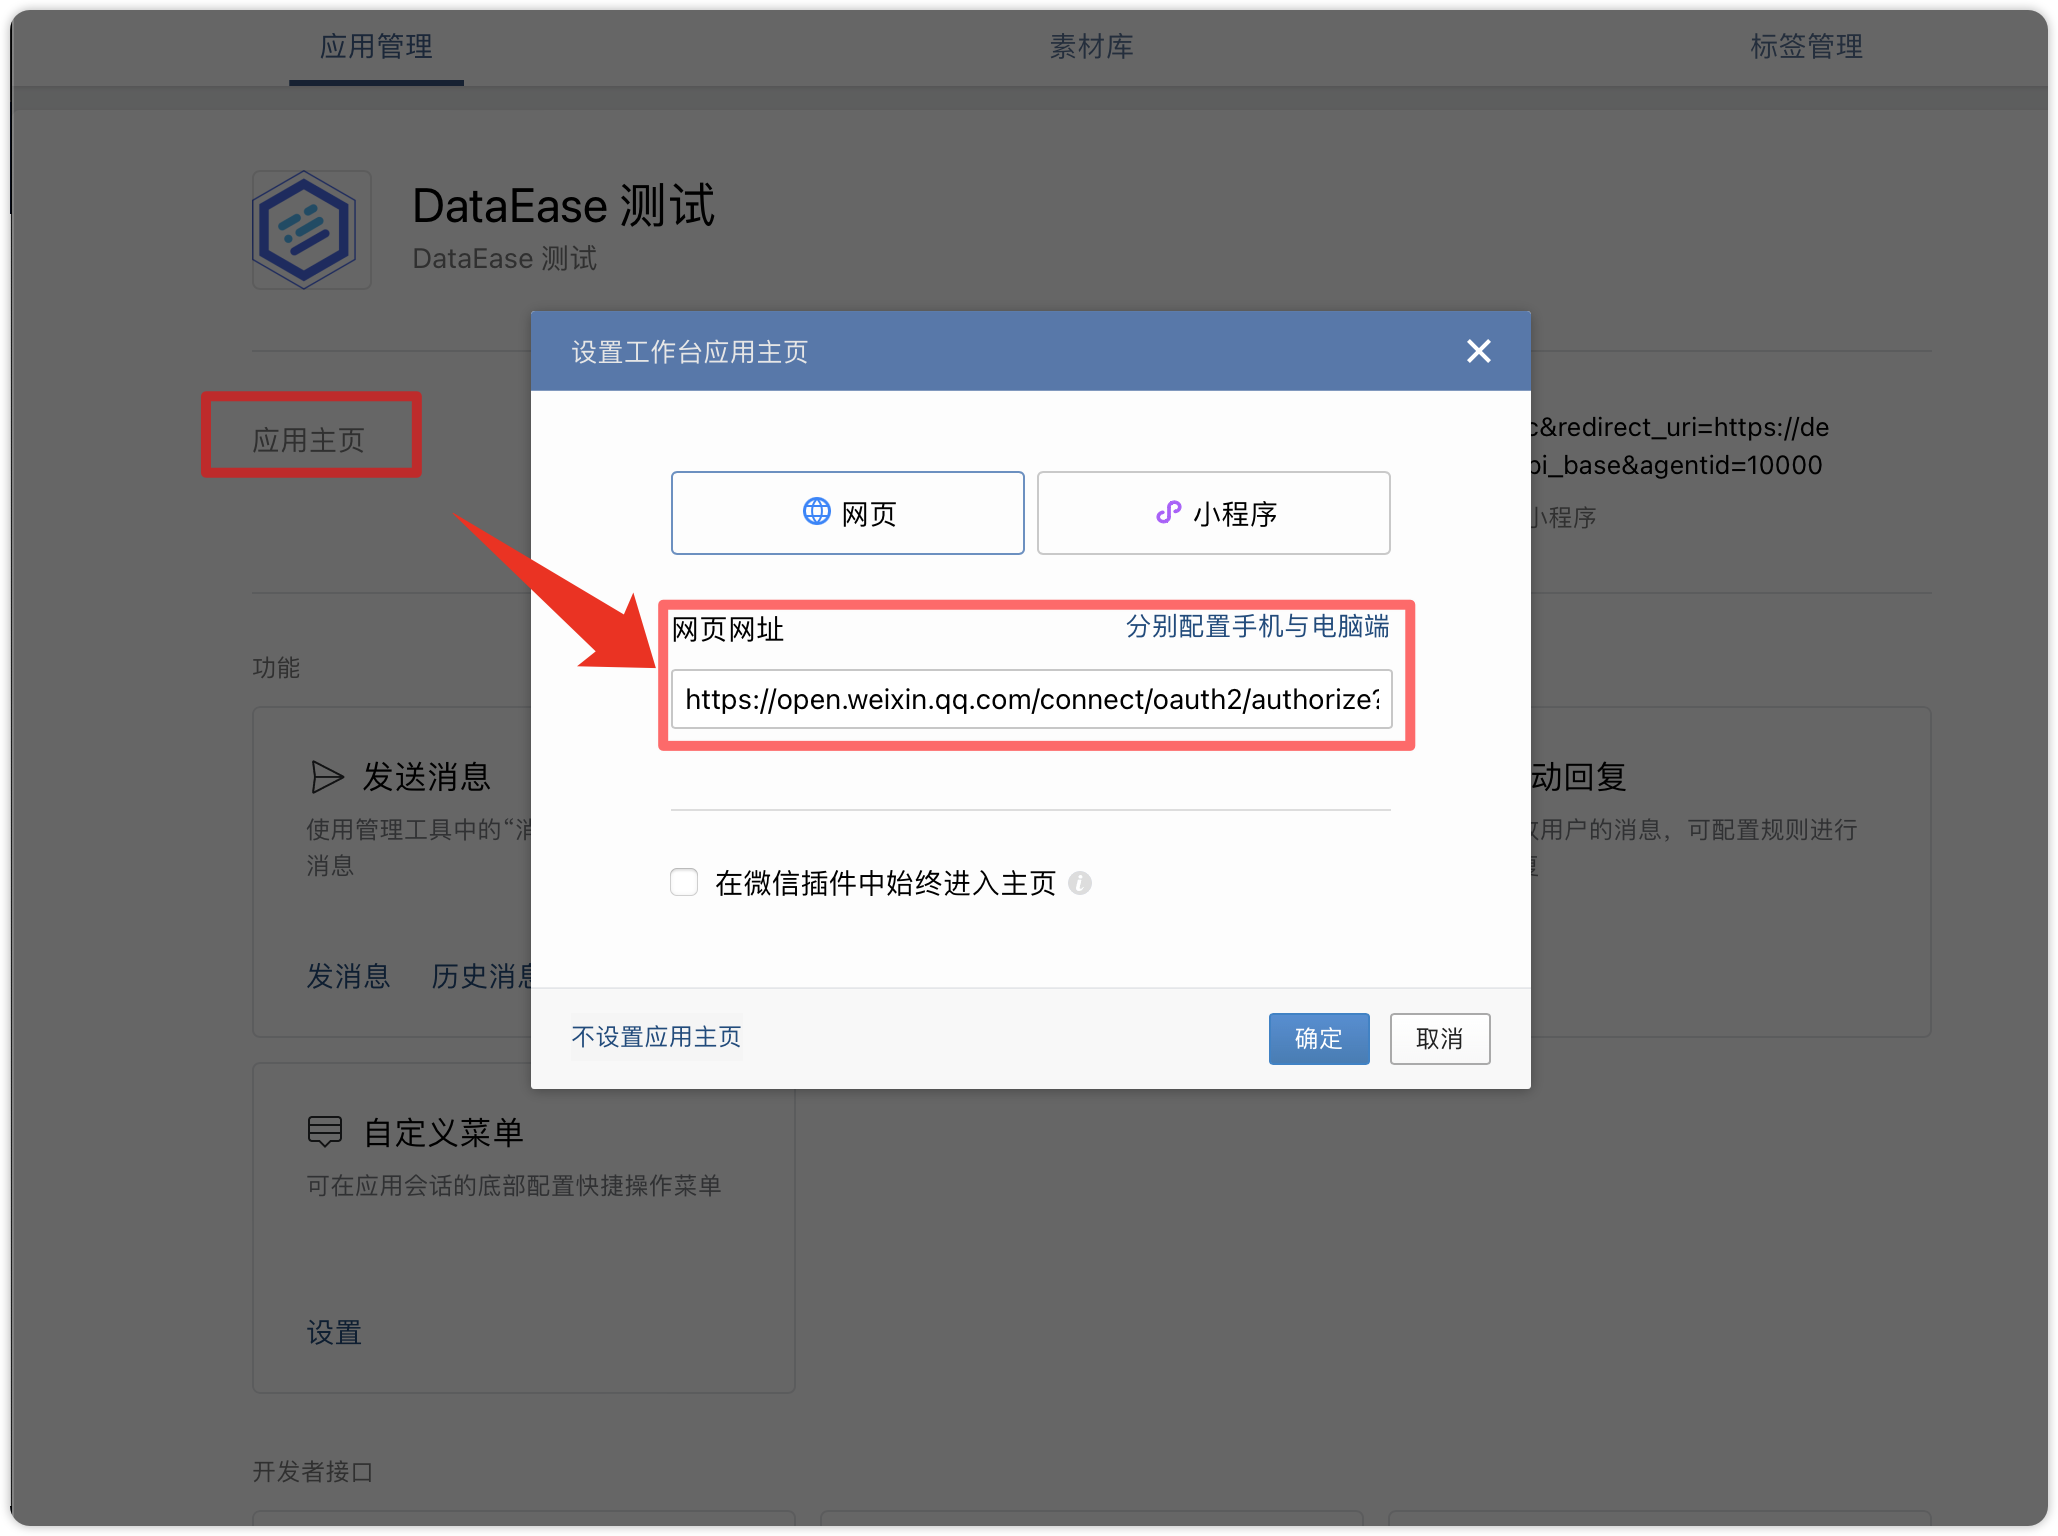 应用管理
素材库
标签管理
DataEase 测试
DataEase 测试
设置工作台应用主页
应用主页
c&redirect_uri=https://de
pi_base&agentid=10000
小程序
网页
小程序
网页网址
分别配置手机与电脑端
https://open.weixin.qq.com/connect/oauth2/authorize?
功能
发送消息
使用管理工具中的“消
消息
发消息
历史消息
动回复
用户的消息，可配置规则进行
在微信插件中始终进入主页
不设置应用主页
确定
取消
自定义菜单
可在应用会话的底部配置快捷操作菜单
设置
开发者接口